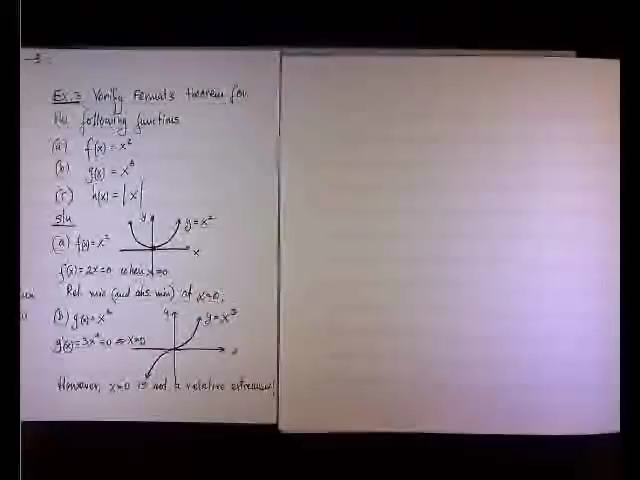 Ex. 3 Verify Fermat's theorem for
the following functions
(a) f(x) = x²
(b) g(x) = x³
(c) h(x) = |x|
sln
(a) f(x) = x²
y
y = x²
x
f'(x) = 2x = 0 when x = 0
Rel. min (and abs. min) at x = 0.
(b) g(x) = x³
y
y = x³
g'(x) = 3x² = 0 ⇔ x = 0
x
However, x = 0 is not a relative extremum!